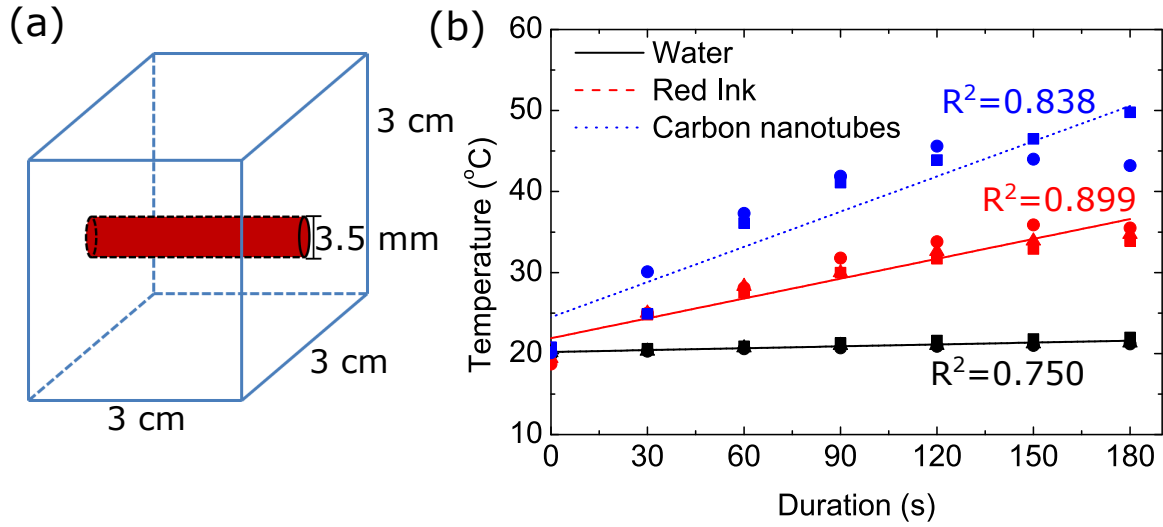 (a)
3 cm
3.5 mm
3 cm
3 cm
(b)
60
50
40
30
20
10
Temperature (°C)
Water
Red Ink
Carbon nanotubes
R²=0.838
R²=0.899
R²=0.750
0 30 60 90 120 150 180
Duration (s)